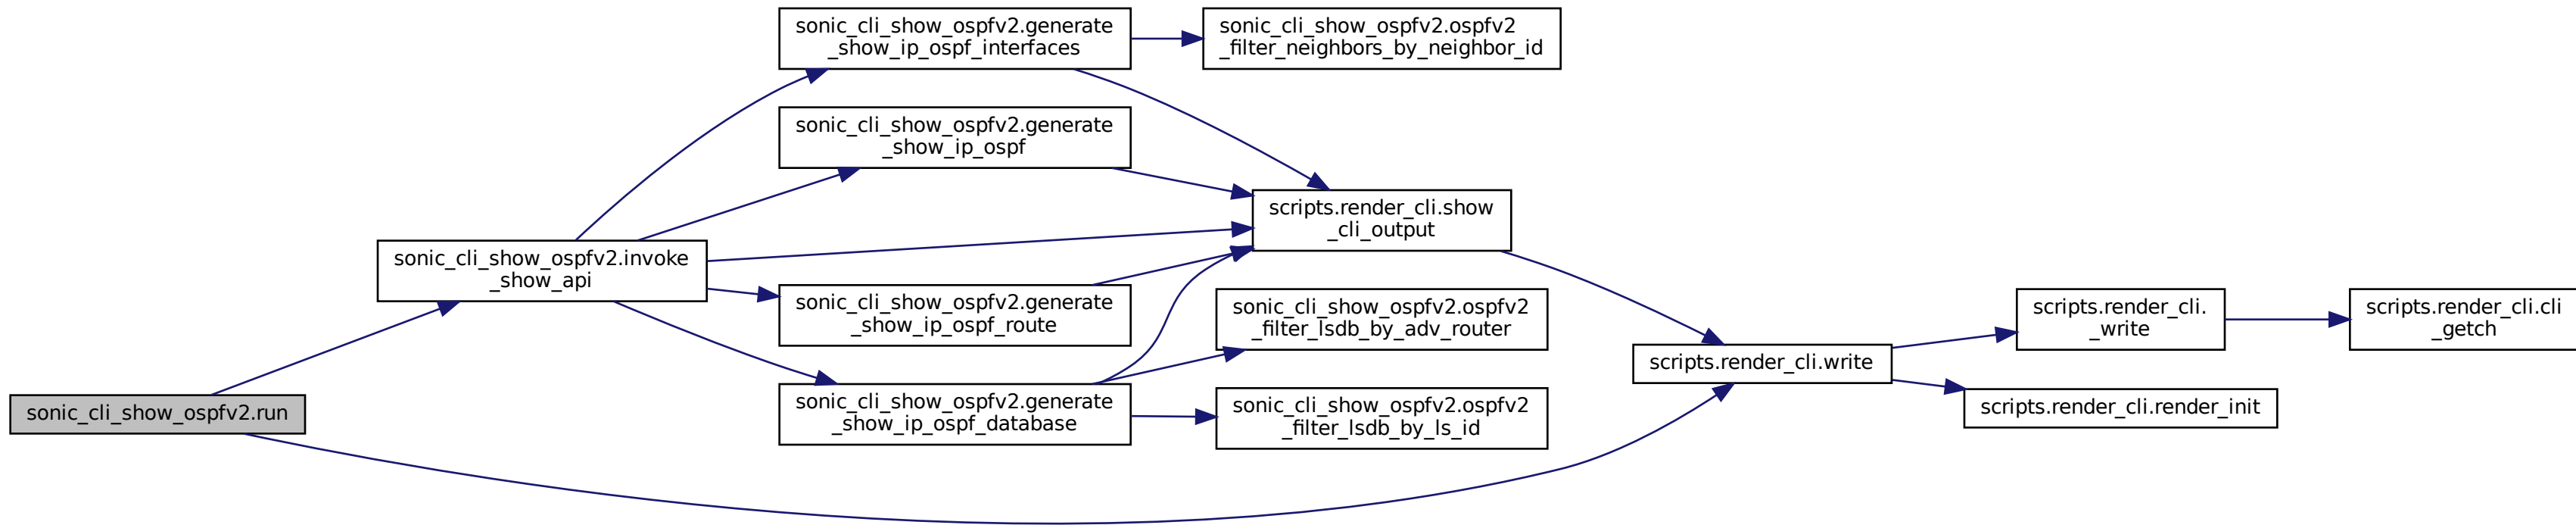 sonic_cli_show_ospfv2.run
sonic_cli_show_ospfv2.invoke
_show_api
sonic_cli_show_ospfv2.generate
_show_ip_ospf_interfaces
sonic_cli_show_ospfv2.ospfv2
_filter_neighbors_by_neighbor_id
sonic_cli_show_ospfv2.generate
_show_ip_ospf
scripts.render_cli.show
_cli_output
sonic_cli_show_ospfv2.generate
_show_ip_ospf_route
sonic_cli_show_ospfv2.ospfv2
_filter_lsdb_by_adv_router
sonic_cli_show_ospfv2.generate
_show_ip_ospf_database
sonic_cli_show_ospfv2.ospfv2
_filter_lsdb_by_ls_id
scripts.render_cli.write
scripts.render_cli.
_write
scripts.render_cli.cli
_getch
scripts.render_cli.render_init